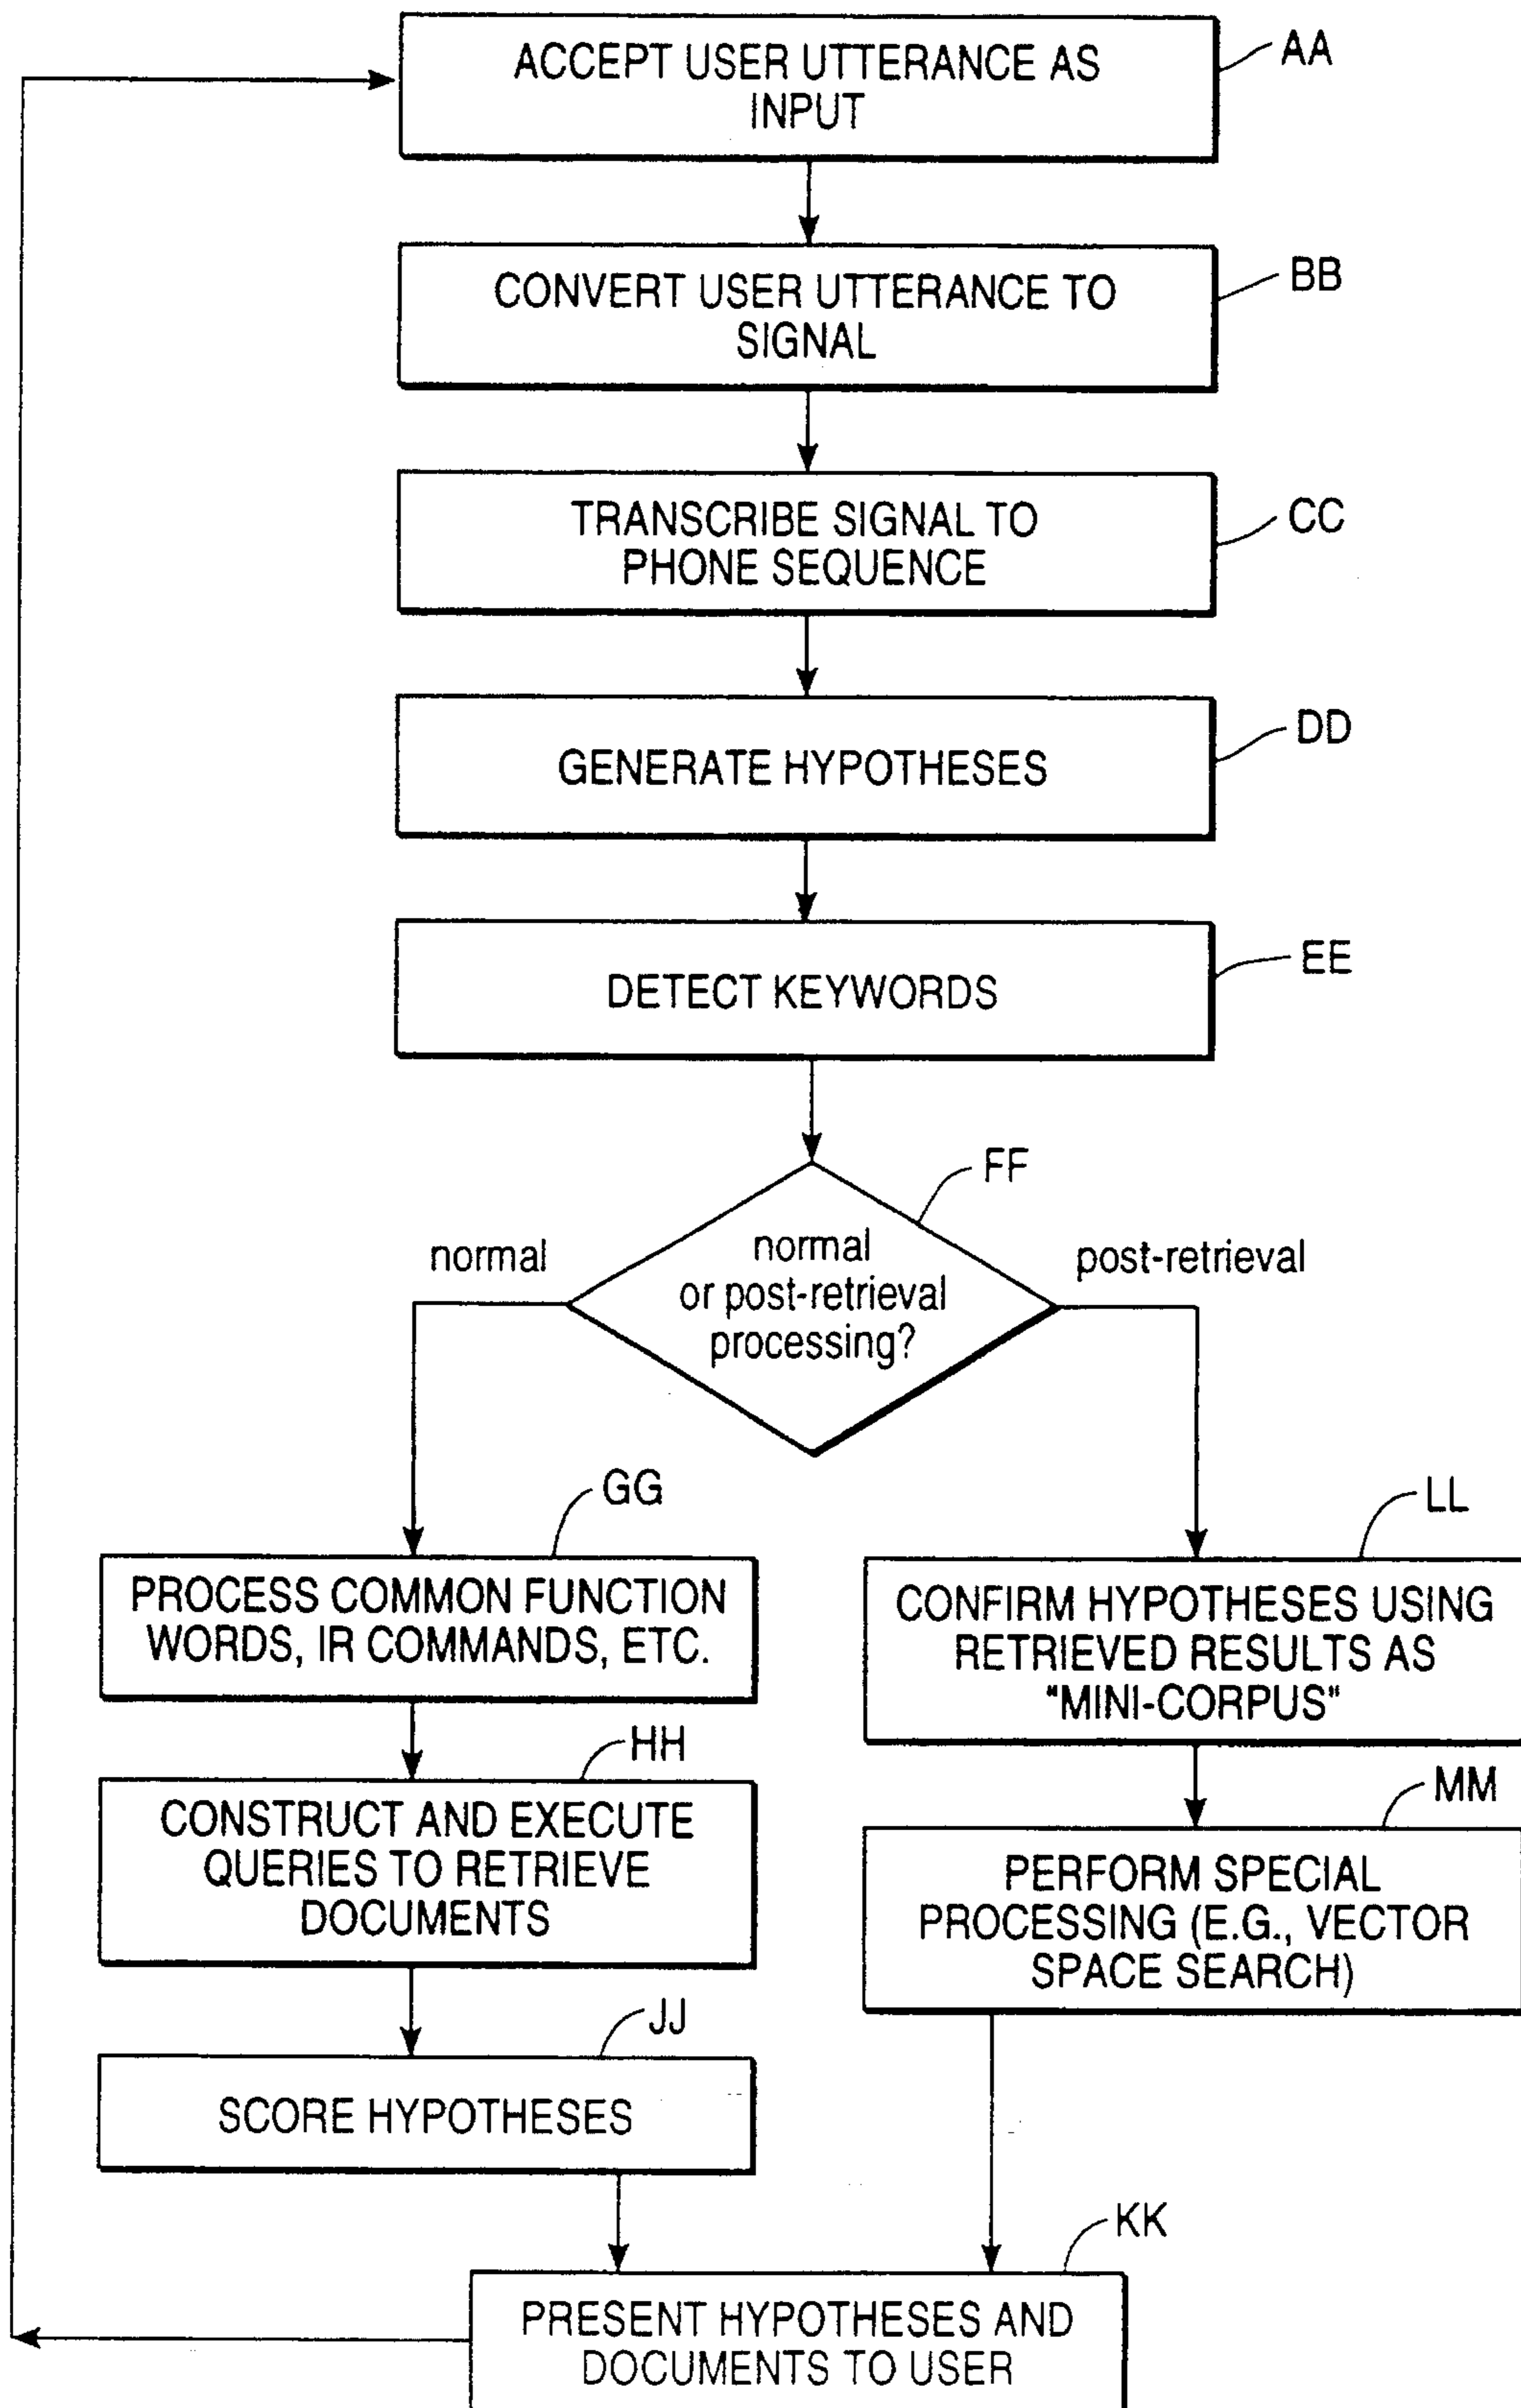 ACCEPT USER UTTERANCE AS
INPUT
AA
CONVERT USER UTTERANCE TO
SIGNAL
BB
TRANSCRIBE SIGNAL TO
PHONE SEQUENCE
CC
GENERATE HYPOTHESES
DD
DETECT KEYWORDS
EE
FF
normal
normal
or post-retrieval
processing?
post-retrieval
GG
PROCESS COMMON FUNCTION
WORDS, IR COMMANDS, ETC.
HH
CONSTRUCT AND EXECUTE
QUERIES TO RETRIEVE
DOCUMENTS
JJ
SCORE HYPOTHESES
LL
CONFIRM HYPOTHESES USING
RETRIEVED RESULTS AS
"MINI-CORPUS"
MM
PERFORM SPECIAL
PROCESSING (E.G., VECTOR
SPACE SEARCH)
KK
PRESENT HYPOTHESES AND
DOCUMENTS TO USER